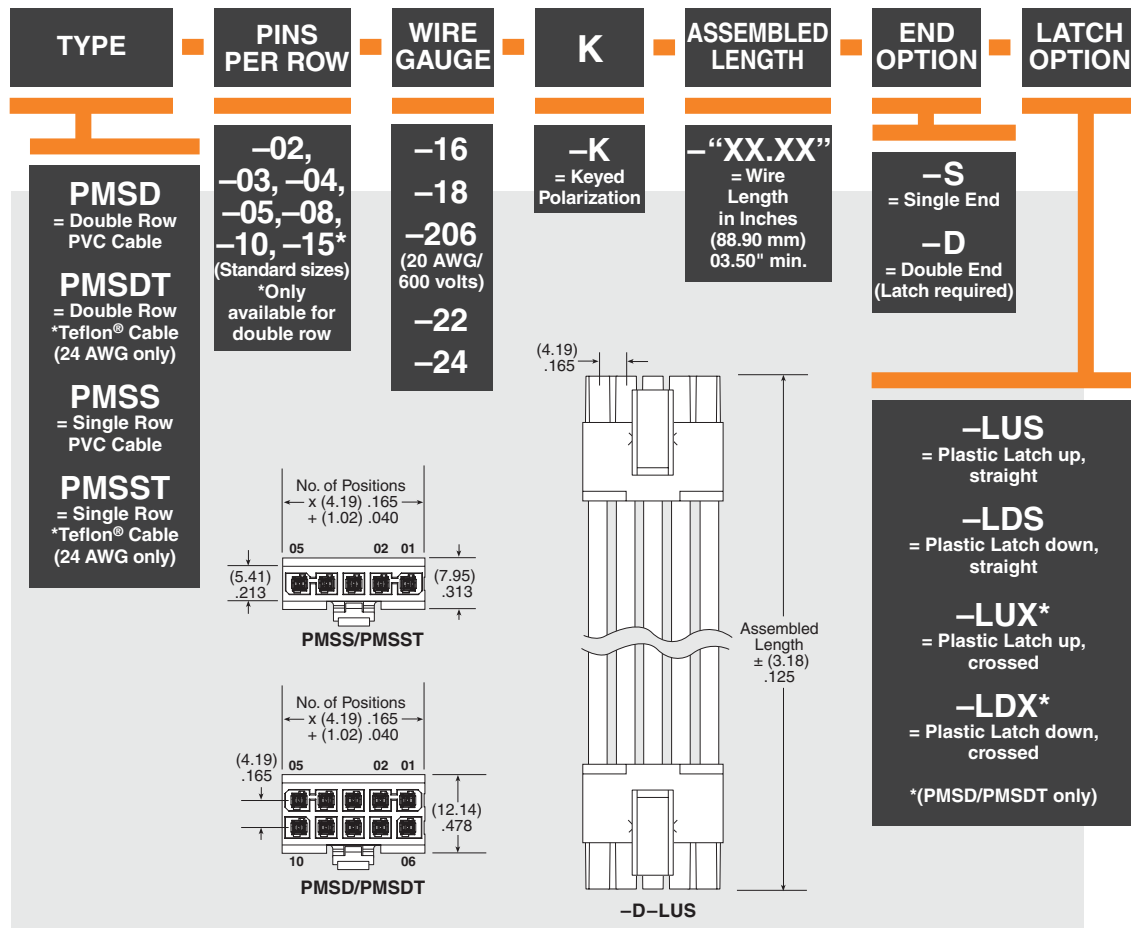 TYPE
PINS
PER ROW
WIRE
GAUGE
K
ASSEMBLED
LENGTH
END
OPTION
LATCH
OPTION
PMSD
= Double Row
PVC Cable
PMSDT
= Double Row
*Teflon® Cable
(24 AWG only)
PMSS
= Single Row
PVC Cable
PMSST
= Single Row
*Teflon® Cable
(24 AWG only)
–02,
–03, –04,
–05,–08,
–10, –15*
(Standard sizes)
*Only
available for
double row
–16
–18
–206
(20 AWG/
600 volts)
–22
–24
–K
= Keyed
Polarization
–“XX.XX”
= Wire
Length
in Inches
(88.90 mm)
03.50" min.
–S
= Single End
–D
= Double End
(Latch required)
–LUS
= Plastic Latch up,
straight
–LDS
= Plastic Latch down,
straight
–LUX*
= Plastic Latch up,
crossed
–LDX*
= Plastic Latch down,
crossed
*(PMSD/PMSDT only)
No. of Positions
x (4.19) .165
+ (1.02) .040
05 02 01
(5.41)
.213
(7.95)
.313
PMSS/PMSST
No. of Positions
x (4.19) .165
+ (1.02) .040
(4.19)
.165
05 02 01
(12.14)
.478
10 06
PMSD/PMSDT
(4.19)
.165
Assembled
Length
± (3.18)
.125
–D–LUS